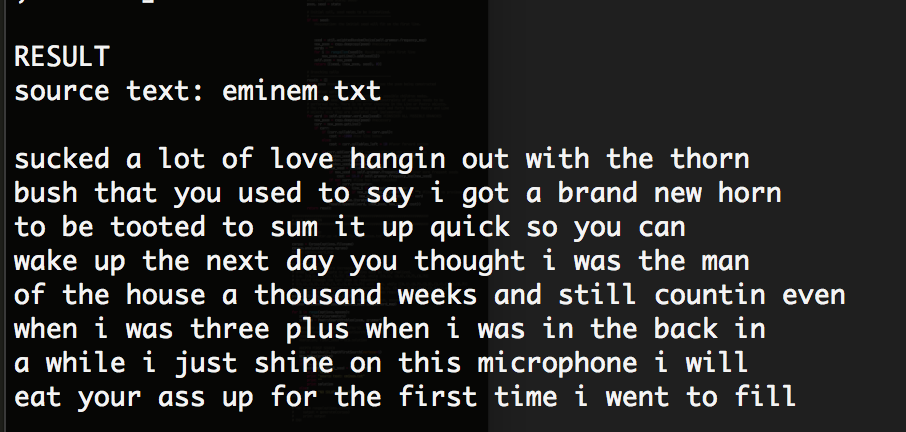 RESULT
source text: eminem.txt
sucked a lot of love hangin out with the thorn
bush that you used to say i got a brand new horn
to be tooted to sum it up quick so you can
wake up the next day you thought i was the man
of the house a thousand weeks and still countin even
when i was three plus when i was in the back in
a while i just shine on this microphone i will
eat your ass up for the first time i went to fill